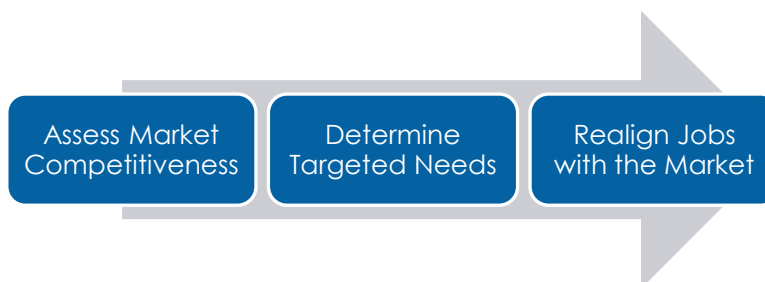 Assess Market
Competitiveness
Determine
Targeted Needs
Realign Jobs
with the Market